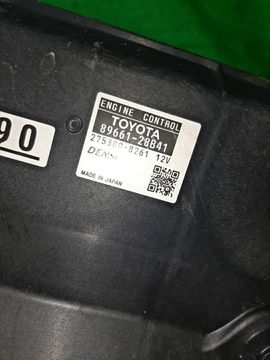 ENGINE CONTROL
TOYOTA
89661-28B41
275300-8261 12V
DENSO
MADE IN JAPAN
90